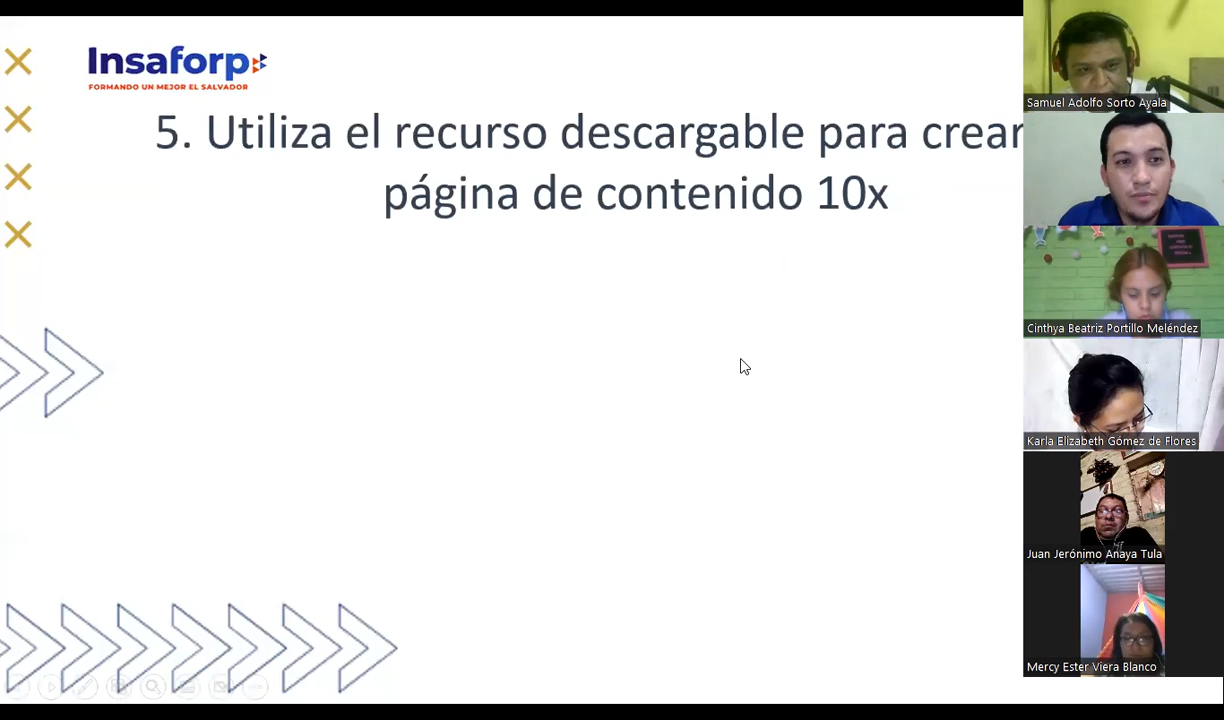 Insaforp
FORMANDO UN MEJOR EL SALVADOR
5. Utiliza el recurso descargable para crear
página de contenido 10x
Samuel Adolfo Sorto Ayala
Cinthya Beatriz Portillo Meléndez
Karla Elizabeth Gómez de Flores
Juan Jerónimo Anaya Tula
Mercy Ester Viera Blanco